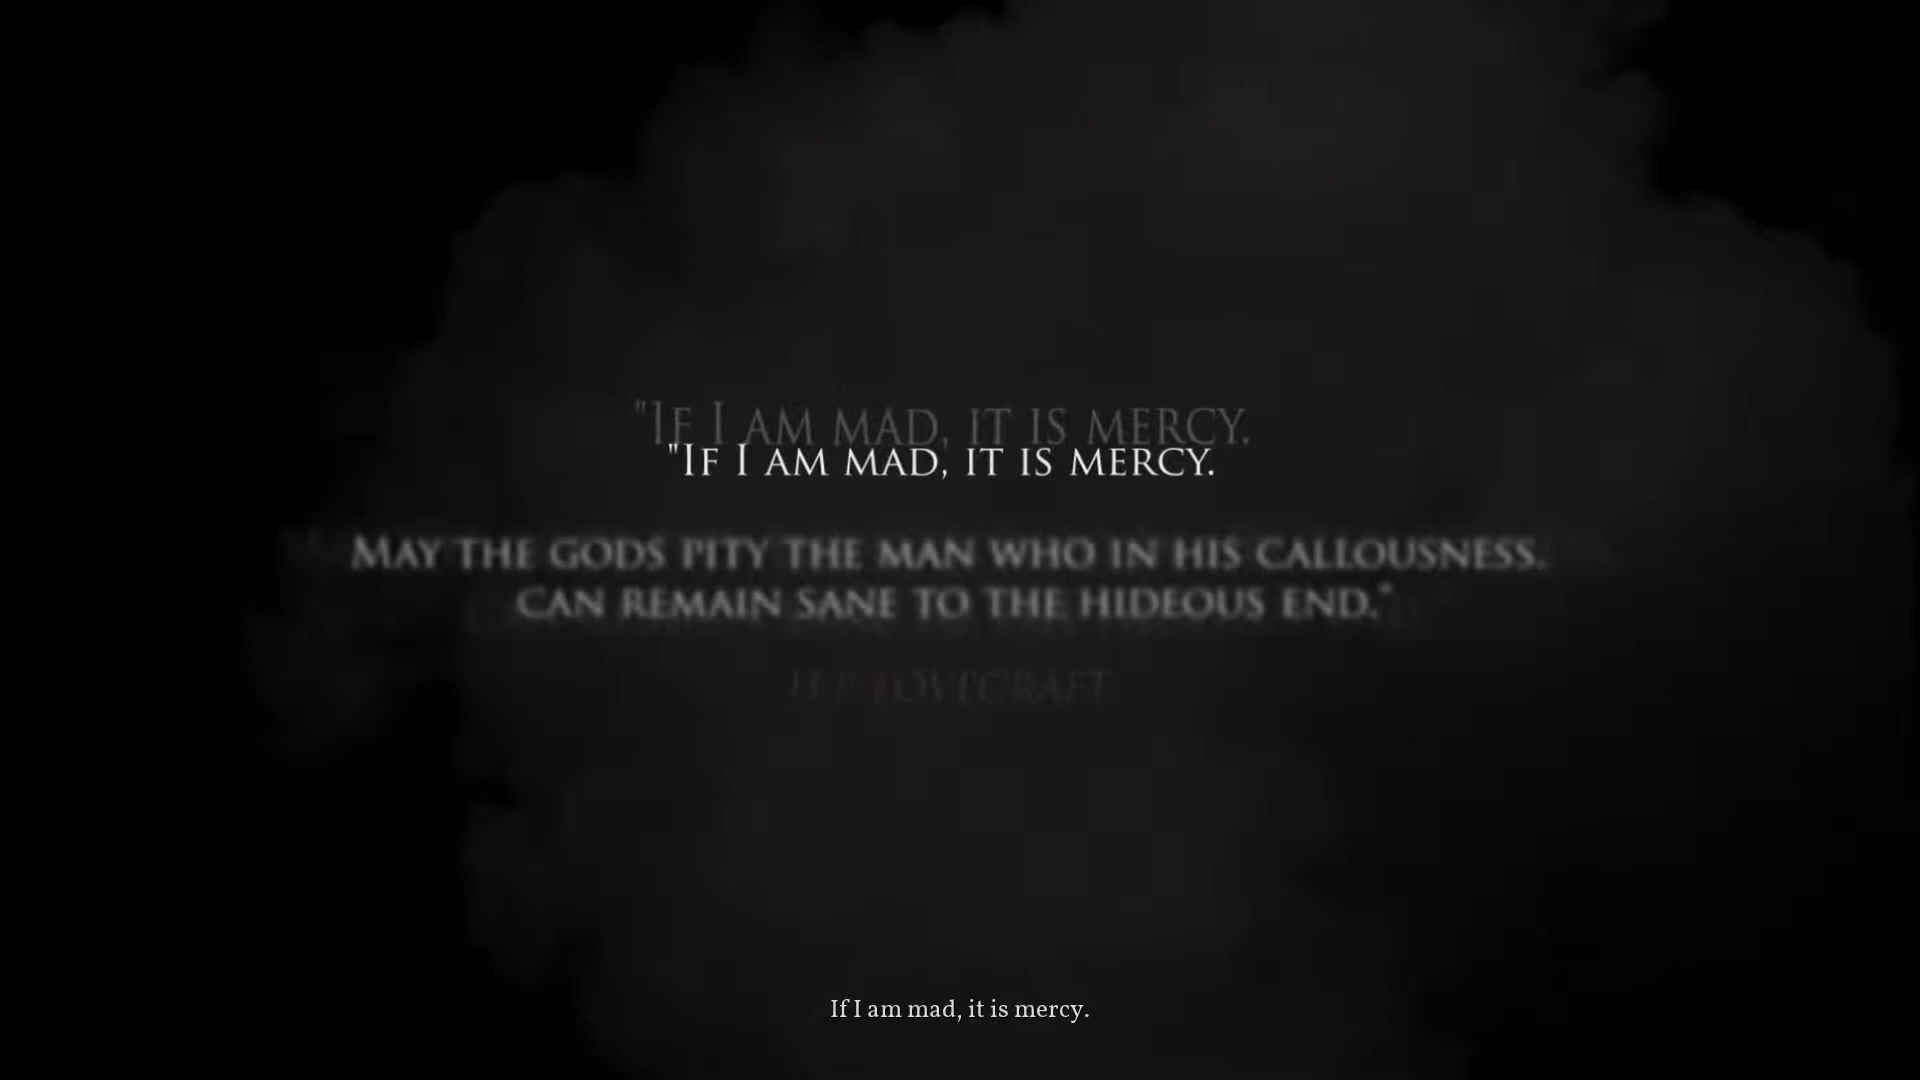 "If I am mad, it is mercy.
"If I am mad, it is mercy.
May the gods pity the man who in his callousness.
can remain sane to the hideous end."
H P Lovecraft
If I am mad, it is mercy.